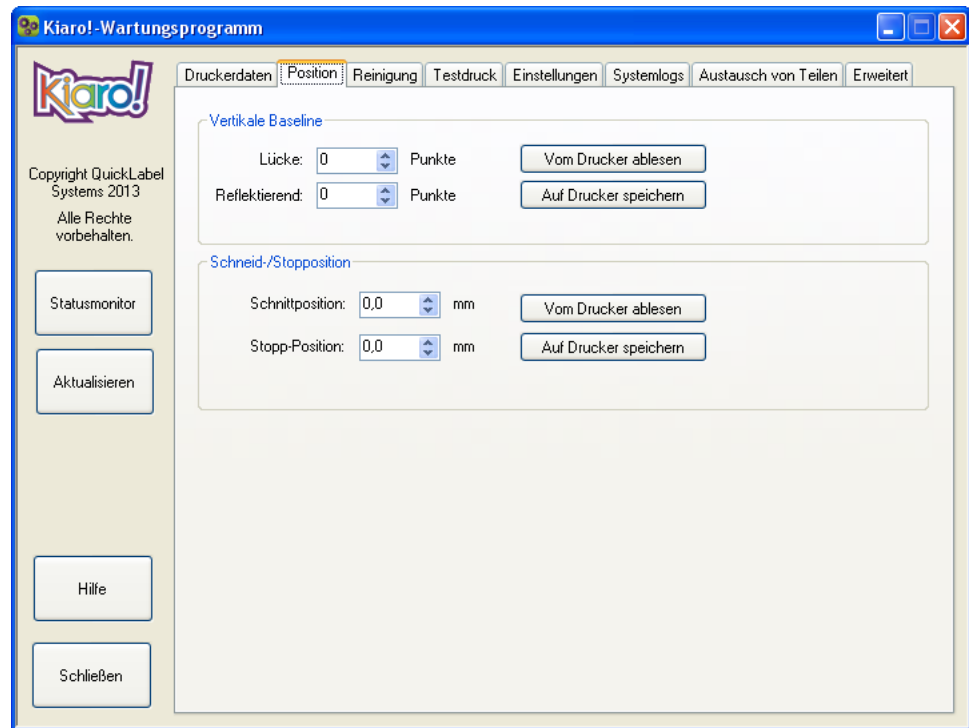 Kiaro!-Wartungsprogramm
Kiaro!
Druckerdaten Position Reinigung Testdruck Einstellungen Systemlogs Austausch von Teilen Erweitert
Copyright QuickLabel
Systems 2013
Alle Rechte
vorbehalten.
Statusmonitor
Aktualisieren
Hilfe
Schließen
Vertikale Baseline
Lücke: 0 Punkte Vom Drucker ablesen
Reflektierend: 0 Punkte Auf Drucker speichern
Schneid-/Stopposition
Schnittposition: 0,0 mm Vom Drucker ablesen
Stopp-Position: 0,0 mm Auf Drucker speichern